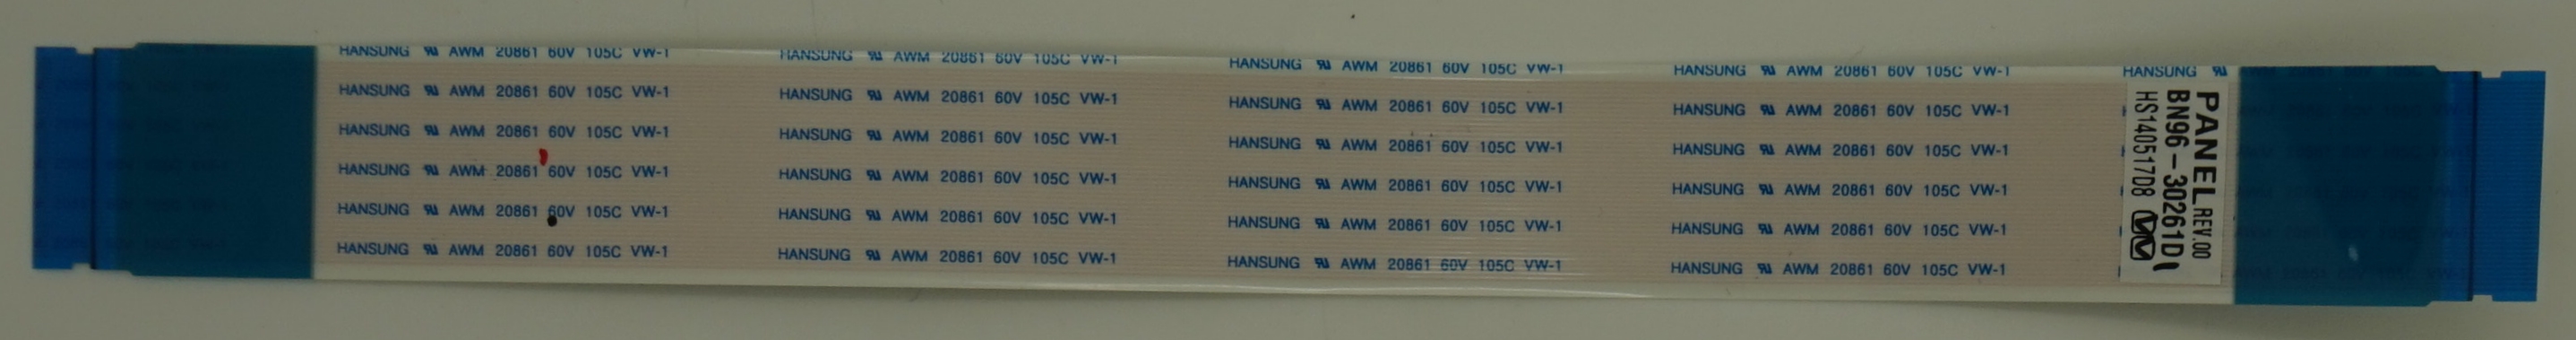 HANSUNG AWM 20861 60V 105C VW-1 HANSUNG AWM 20861 60V 105C VW-1 HANSUNG AWM 20861 60V 105C VW-1 HANSUNG AWM 20861 60V 105C VW-1 HANSUNG
HANSUNG AWM 20861 60V 105C VW-1 HANSUNG AWM 20861 60V 105C VW-1 HANSUNG AWM 20861 60V 105C VW-1 HANSUNG AWM 20861 60V 105C VW-1
HANSUNG AWM 20861 60V 105C VW-1 HANSUNG AWM 20861 60V 105C VW-1 HANSUNG AWM 20861 60V 105C VW-1 HANSUNG AWM 20861 60V 105C VW-1
HANSUNG AWM 20861 60V 105C VW-1 HANSUNG AWM 20861 60V 105C VW-1 HANSUNG AWM 20861 60V 105C VW-1 HANSUNG AWM 20861 60V 105C VW-1
HANSUNG AWM 20861 60V 105C VW-1 HANSUNG AWM 20861 60V 105C VW-1 HANSUNG AWM 20861 60V 105C VW-1 HANSUNG AWM 20861 60V 105C VW-1
HANSUNG AWM 20861 60V 105C VW-1 HANSUNG AWM 20861 60V 105C VW-1 HANSUNG AWM 20861 60V 105C VW-1 HANSUNG AWM 20861 60V 105C VW-1
PANEL REV.00
BN96-30261D
HS140517D8